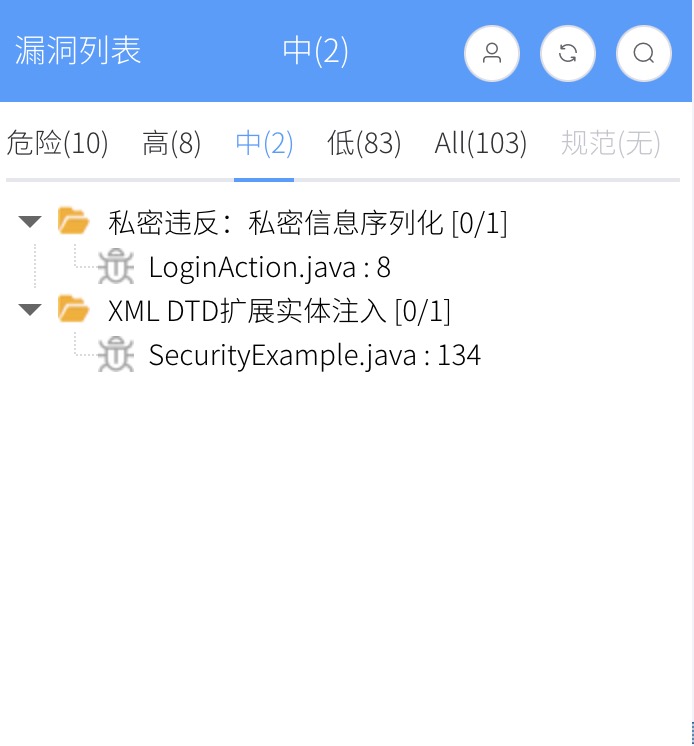 漏洞列表 中(2)
危险(10) 高(8) 中(2) 低(83) All(103) 规范(无)
私密违反：私密信息序列化 [0/1]
LoginAction.java : 8
XML DTD扩展实体注入 [0/1]
SecurityExample.java : 134